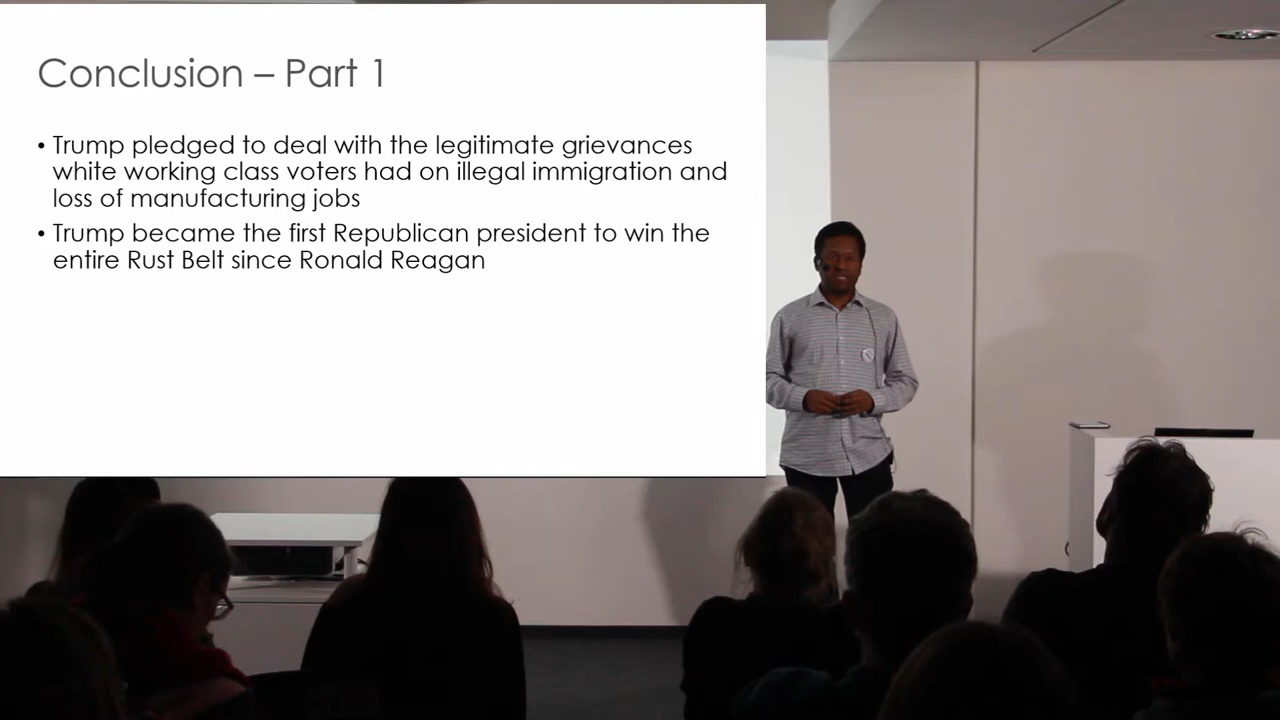 Conclusion – Part 1
• Trump pledged to deal with the legitimate grievances
white working class voters had on illegal immigration and
loss of manufacturing jobs
• Trump became the first Republican president to win the
entire Rust Belt since Ronald Reagan